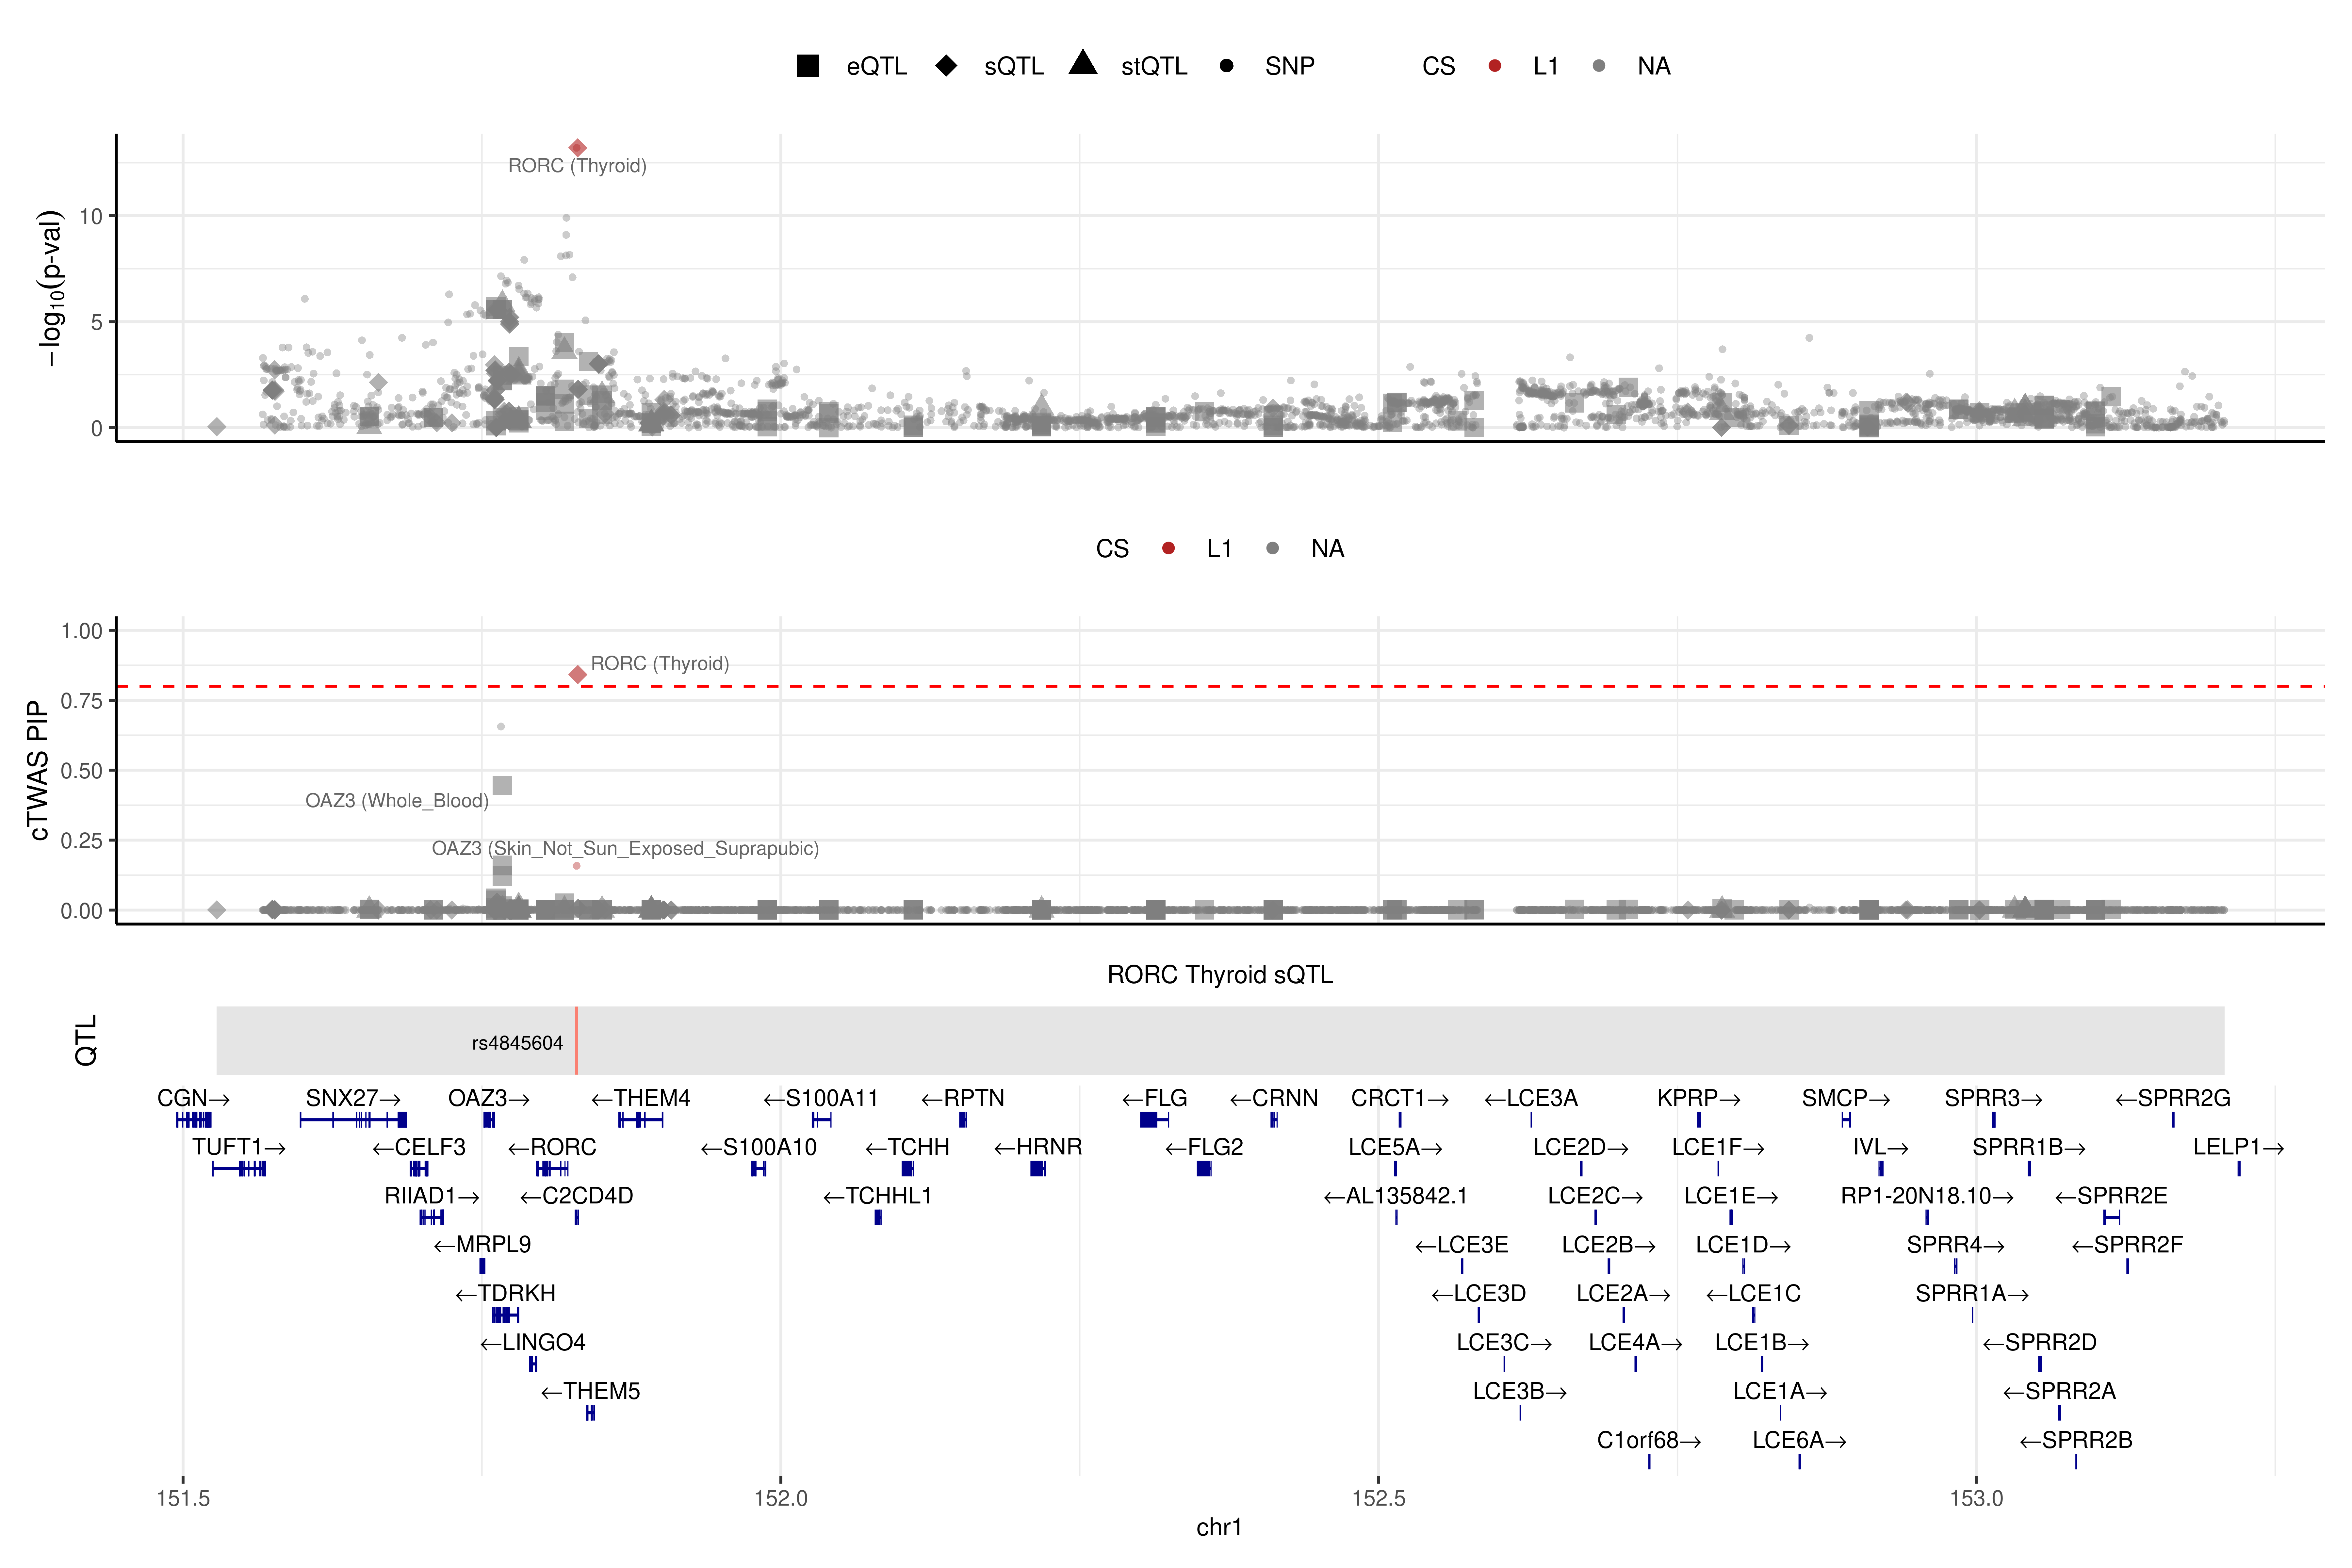 eQTL sQTL stQTL SNP CS L1 NA
−log10(p-val)
10
5
0
RORC (Thyroid)
CS L1 NA
cTWAS PIP
1.00
0.75
0.50
0.25
0.00
RORC (Thyroid)
OAZ3 (Whole_Blood)
OAZ3 (Skin_Not_Sun_Exposed_Suprapubic)
RORC Thyroid sQTL
QTL
rs4845604
CGN→ SNX27→ OAZ3→ ←THEM4 ←S100A11 ←RPTN ←FLG ←CRNN CRCT1→ ←LCE3A KPRP→ SMCP→ SPRR3→ ←SPRR2G
TUFT1→ ←CELF3 ←RORC ←S100A10 ←TCHH ←HRNR ←FLG2 LCE5A→ LCE2D→ LCE1F→ IVL→ SPRR1B→ LELP1→
RIIAD1→ ←C2CD4D ←TCHHL1 ←AL135842.1 LCE2C→ LCE1E→ RP1-20N18.10→ ←SPRR2E
←MRPL9 ←LCE3E LCE2B→ LCE1D→ SPRR4→ ←SPRR2F
←TDRKH ←LCE3D LCE2A→ ←LCE1C SPRR1A→
←LINGO4 LCE3C→ LCE4A→ LCE1B→ ←SPRR2D
←THEM5 LCE3B→ LCE1A→ ←SPRR2A
C1orf68→ LCE6A→ ←SPRR2B
151.5 152.0 152.5 153.0
chr1